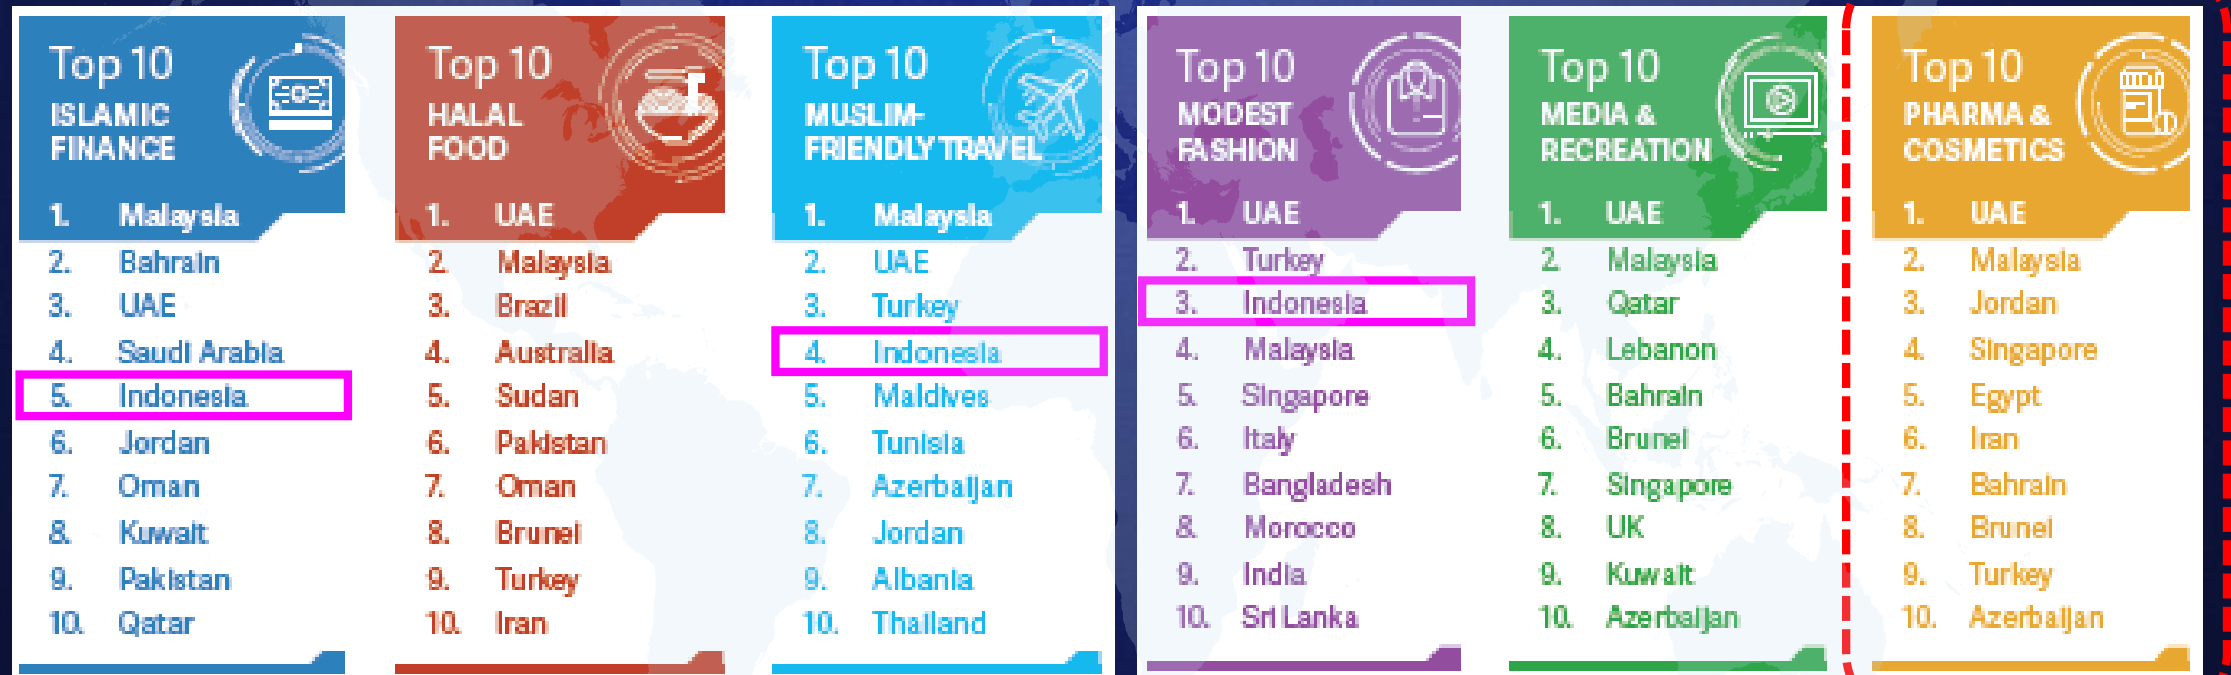 Top 10
ISLAMIC
FINANCE
1. Malaysia
2. Bahrain
3. UAE
4. Saudi Arabia
5. Indonesia
6. Jordan
7. Oman
8. Kuwait
9. Pakistan
10. Qatar
Top 10
HALAL
FOOD
1. UAE
2. Malaysia
3. Brazil
4. Australia
5. Sudan
6. Pakistan
7. Oman
8. Brunei
9. Turkey
10. Iran
Top 10
MUSLIM-
FRIENDLY TRAVEL
1. Malaysia
2. UAE
3. Turkey
4. Indonesia
5. Maldives
6. Tunisia
7. Azerbaijan
8. Jordan
9. Albania
10. Thailand
Top 10
MODEST
FASHION
1. UAE
2. Turkey
3. Indonesia
4. Malaysia
5. Singapore
6. Italy
7. Bangladesh
8. Morocco
9. India
10. Sri Lanka
Top 10
MEDIA &
RECREATION
1. UAE
2. Malaysia
3. Qatar
4. Lebanon
5. Bahrain
6. Brunei
7. Singapore
8. UK
9. Kuwait
10. Azerbaijan
Top 10
PHARMA &
COSMETICS
1. UAE
2. Malaysia
3. Jordan
4. Singapore
5. Egypt
6. Iran
7. Bahrain
8. Brunei
9. Turkey
10. Azerbaijan